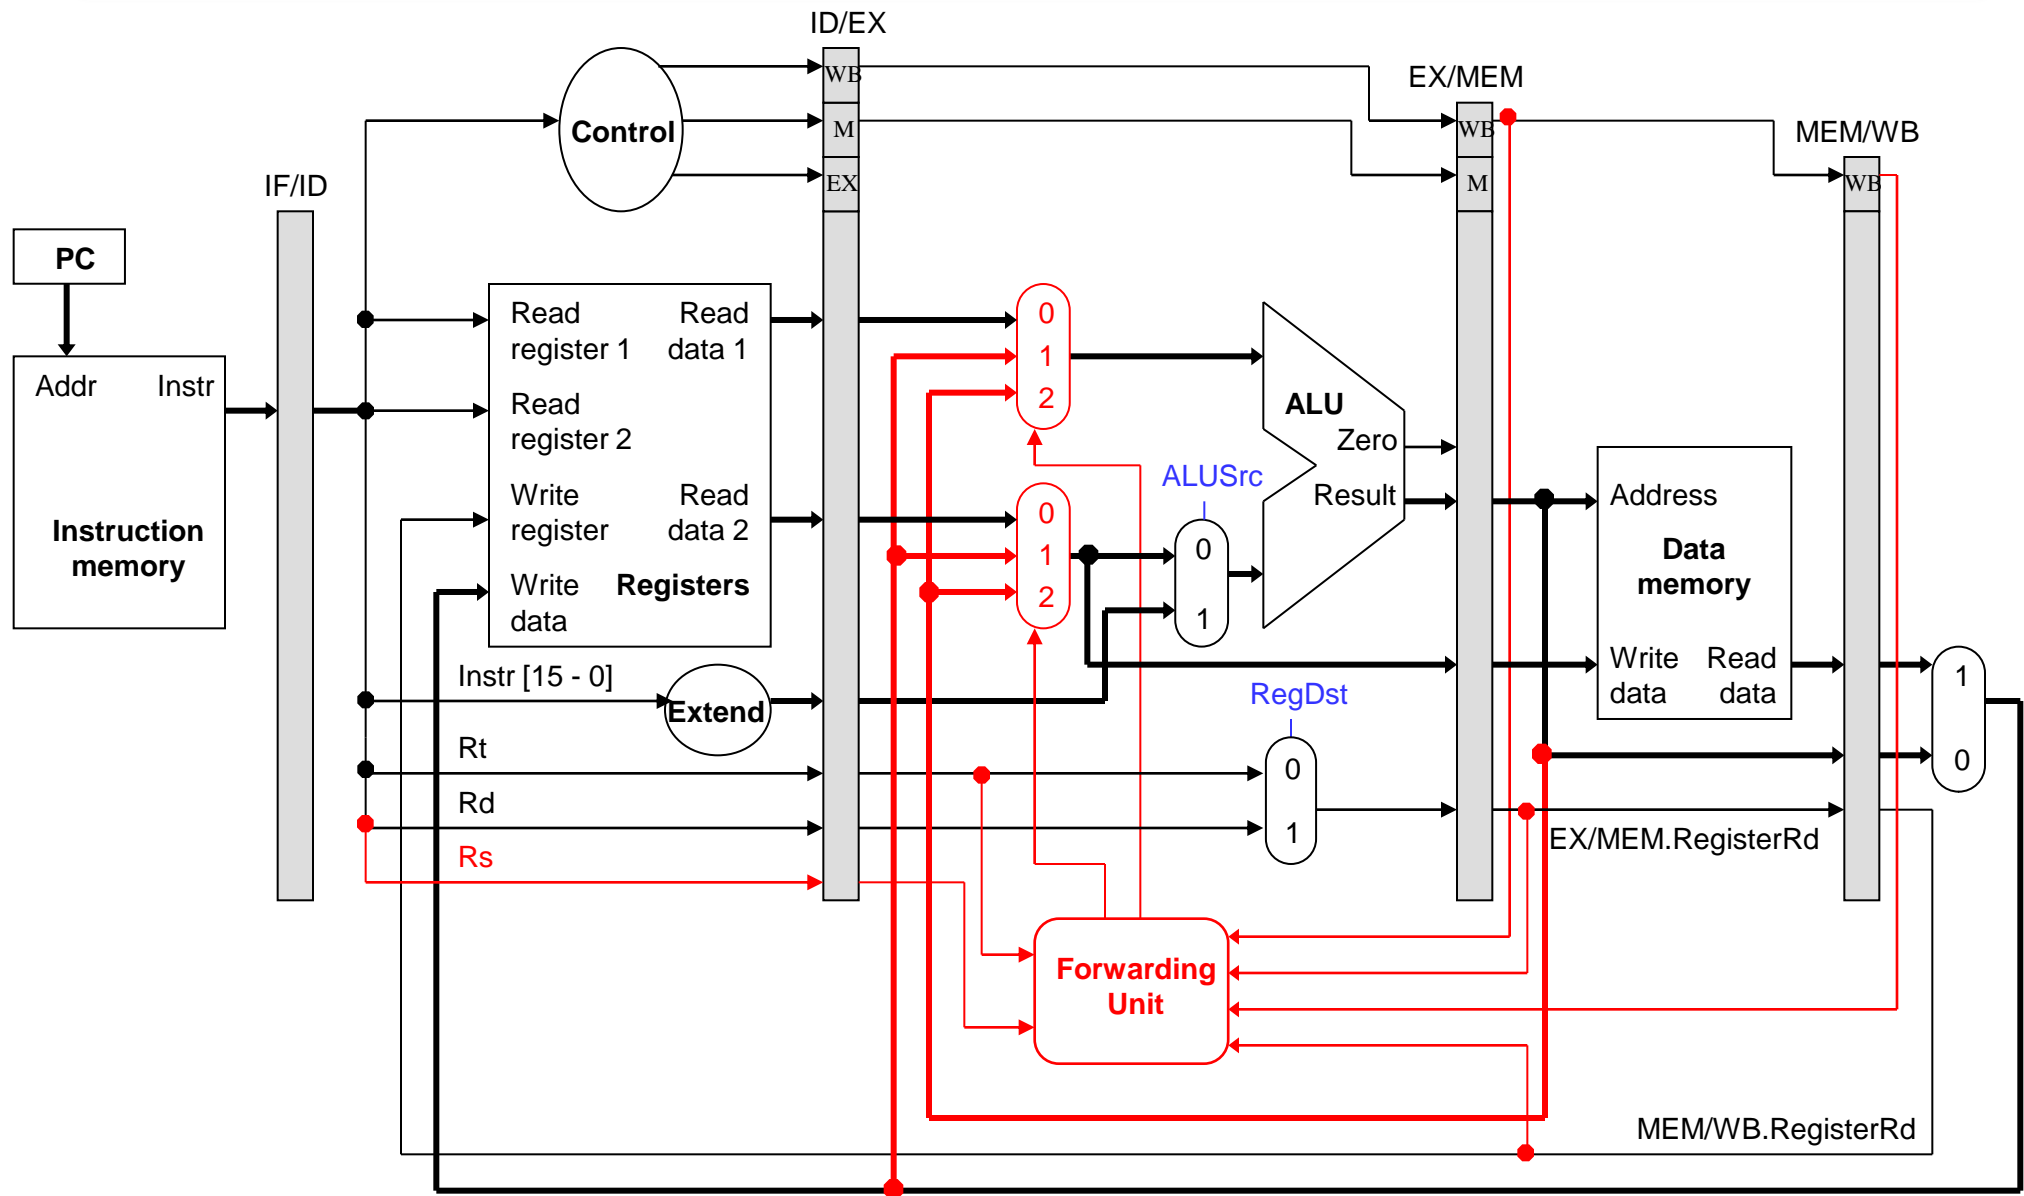 ID/EX
WB
EX/MEM
Control
M
WB
MEM/WB
IF/ID
EX
M
WB
PC
Read
register 1
Read
data 1
0
1
2
Addr
Instr
Read
register 2
ALU
Zero
Result
ALUSrc
Write
register
Read
data 2
0
1
2
0
1
Address
Data
memory
Instruction
memory
Write
data
Registers
Instr [15 - 0]
Extend
Write
data
Read
data
1
0
RegDst
Rt
0
1
Rd
EX/MEM.RegisterRd
Rs
Forwarding
Unit
MEM/WB.RegisterRd